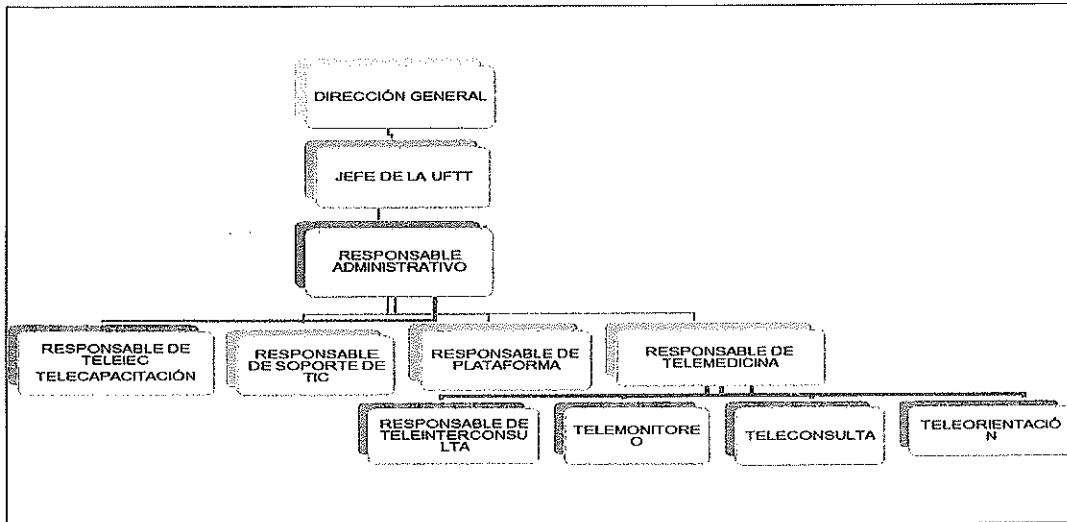 DIRECCIÓN GENERAL
JEFE DE LA UFTT
RESPONSABLE
ADMINISTRATIVO
RESPONSABLE DE
TELEIEC
TELECAPACITACIÓN
RESPONSABLE
DE SOPORTE DE
TIC
RESPONSABLE DE
PLATAFORMA
RESPONSABLE DE
TELEMEDICINA
RESPONSABLE DE
TELEINTERCONSU
LTA
TELEMONITORE
O
TELECONSULTA
TELEORIENTACIÓ
N